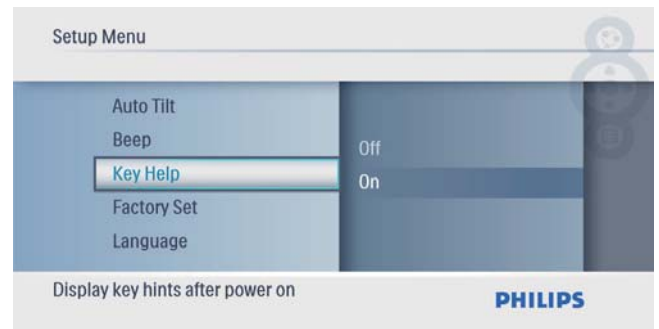 Setup Menu
Auto Tilt
Beep
Key Help
Factory Set
Language
Off
On
Display key hints after power on
PHILIPS